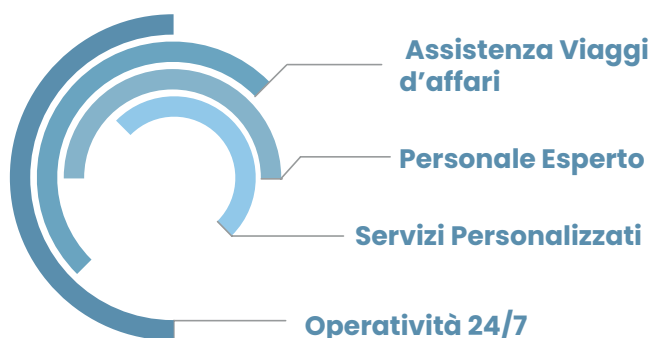 Assistenza Viaggi
d’affari
Personale Esperto
Servizi Personalizzati
Operatività 24/7